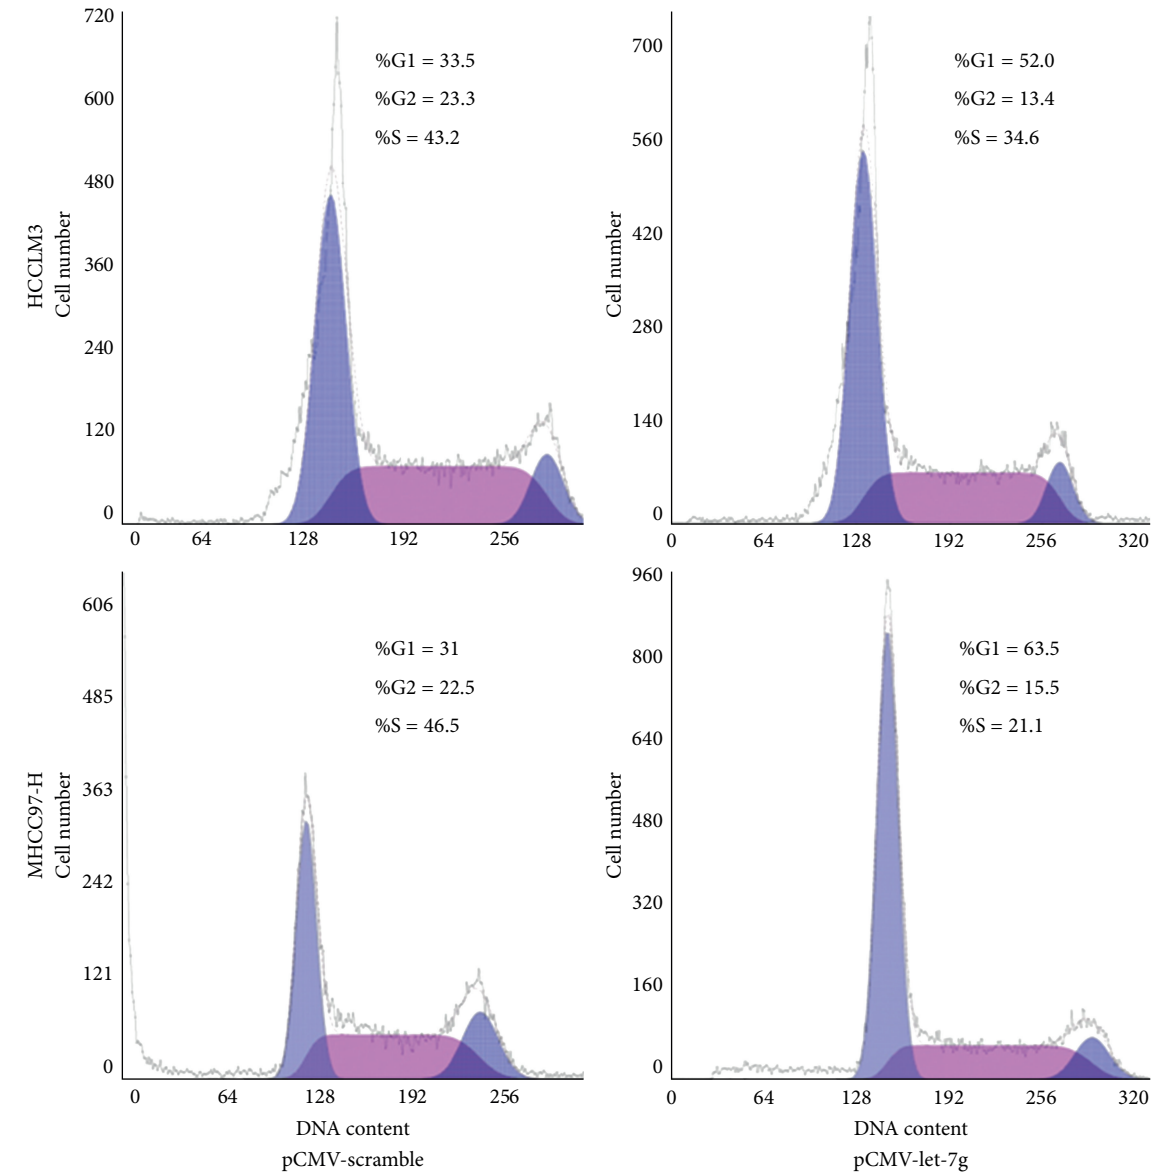 720
600
480
360
240
120
0
HCCLM3
Cell number
%G1 = 33.5
%G2 = 23.3
%S = 43.2
0 64 128 192 256
700
560
420
280
140
0
Cell number
%G1 = 52.0
%G2 = 13.4
%S = 34.6
0 64 128 192 256 320
606
485
363
242
121
0
MHCC97-H
Cell number
%G1 = 31
%G2 = 22.5
%S = 46.5
0 64 128 192 256
DNA content
pCMV-scramble
960
800
640
480
320
160
0
Cell number
%G1 = 63.5
%G2 = 15.5
%S = 21.1
0 64 128 192 256 320
DNA content
pCMV-let-7g